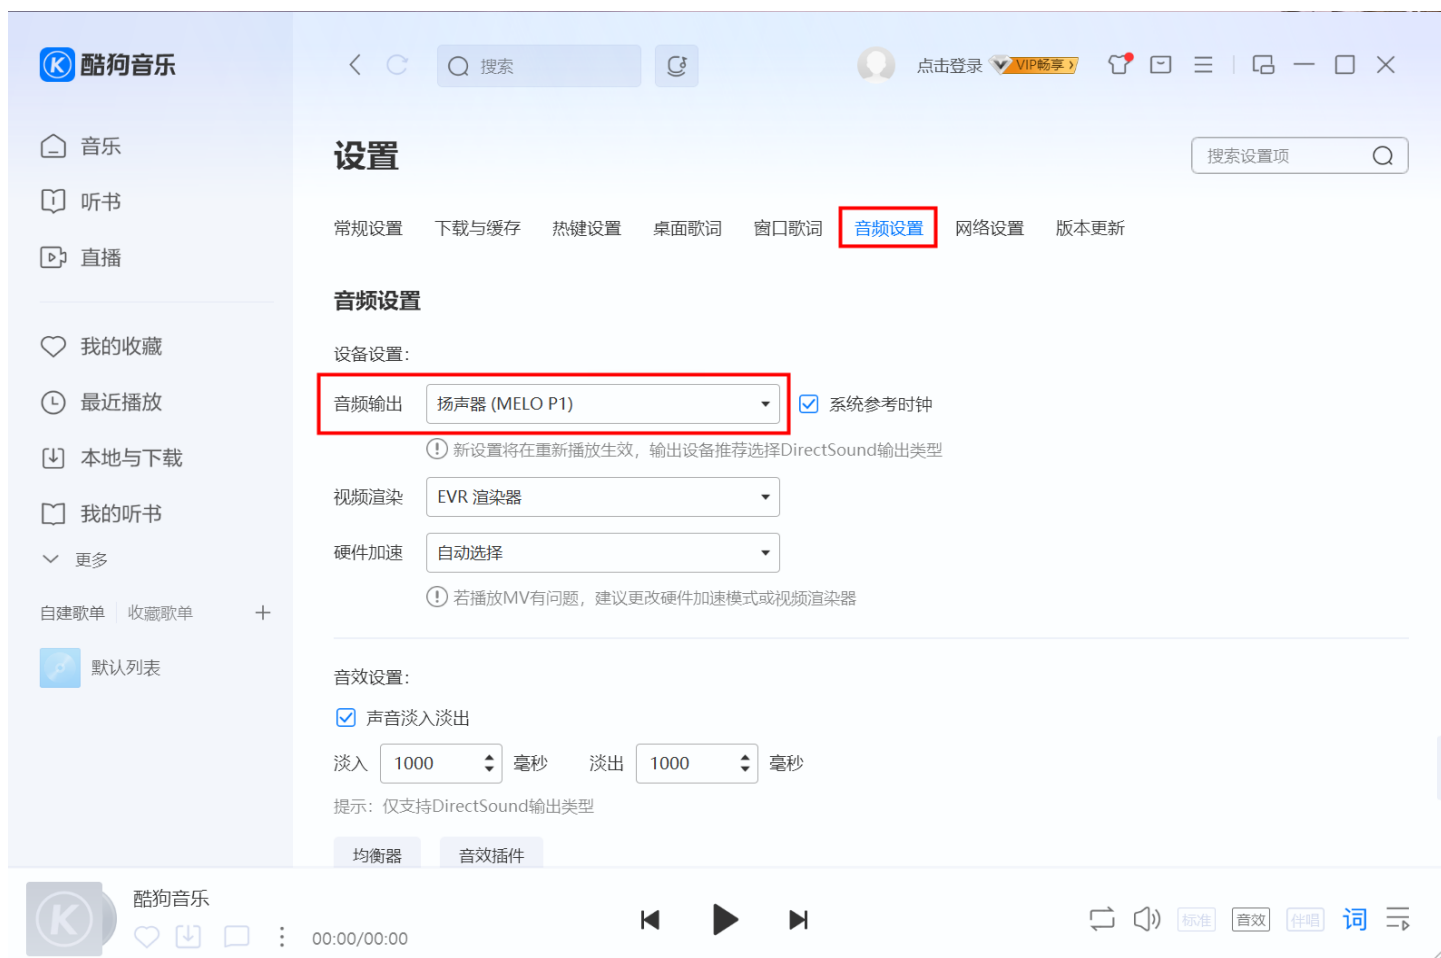 酷狗音乐
搜索
点击登录
VIP畅享
音乐
听书
直播
我的收藏
最近播放
本地与下载
我的听书
更多
自建歌单 收藏歌单
默认列表
设置
搜索设置项
常规设置 下载与缓存 热键设置 桌面歌词 窗口歌词 音频设置 网络设置 版本更新
音频设置
设备设置：
音频输出 扬声器 (MELO P1) 系统参考时钟
新设置将在重新播放生效，输出设备推荐选择DirectSound输出类型
视频渲染 EVR 渲染器
硬件加速 自动选择
若播放MV有问题，建议更改硬件加速模式或视频渲染器
音效设置：
声音淡入淡出
淡入 1000 毫秒 淡出 1000 毫秒
提示：仅支持DirectSound输出类型
均衡器 音效插件
酷狗音乐
00:00/00:00
标准 音效 伴唱 词